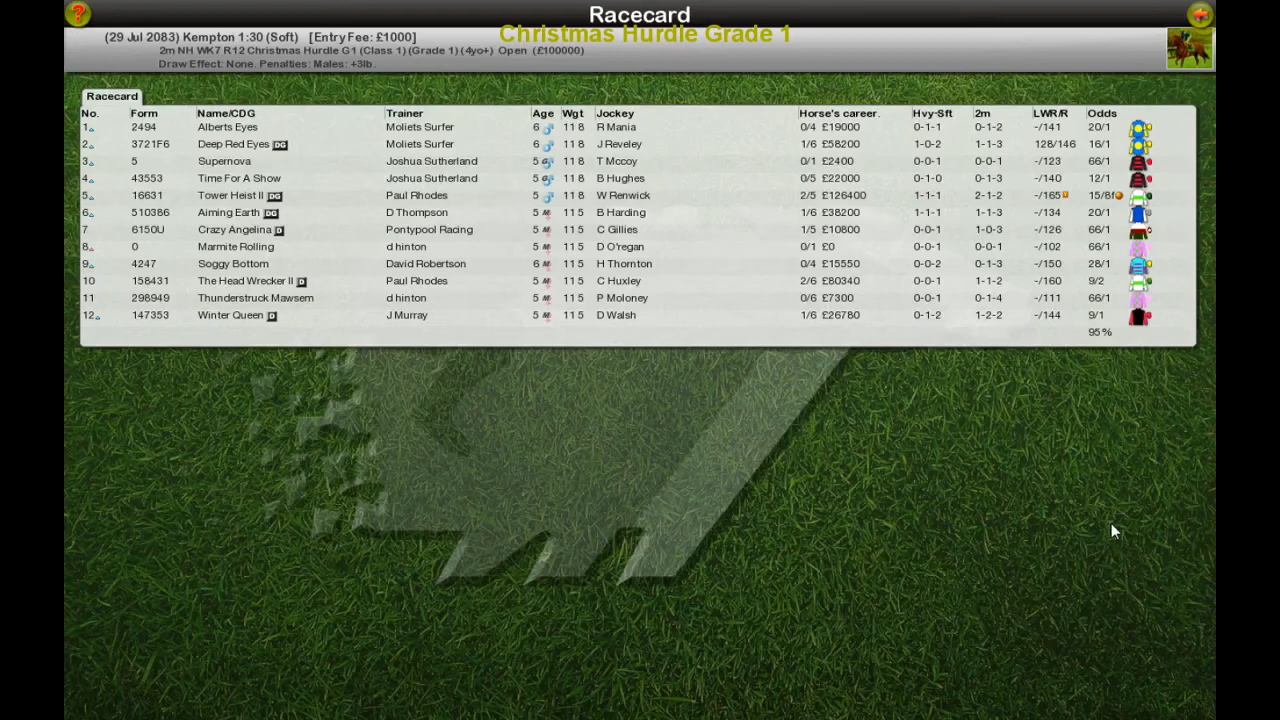 Racecard
Christmas Hurdle Grade 1
(29 Jul 2083) Kempton 1:30 (Soft) [Entry Fee: £1000]
2m NH WK7 R12 Christmas Hurdle G1 (Class 1) (Grade 1) (4yo+) Open (£100000)
Draw Effect: None. Penalties: Males: +3lb.
Racecard
No. Form Name/CDG Trainer Age Wgt Jockey Horse's career. Hvy-Sft 2m LWR/R Odds
1 2494 Alberts Eyes Moliets Surfer 6 11 8 R Mania 0/4 £19000 0-1-1 0-1-2 -/141 20/1
2 3721F6 Deep Red Eyes DG Moliets Surfer 6 11 8 J Reveley 1/6 £58200 1-0-2 1-1-3 128/146 16/1
3 5 Supernova Joshua Sutherland 5 11 8 T Mccoy 0/1 £2400 0-0-1 0-0-1 -/123 66/1
4 43553 Time For A Show Joshua Sutherland 5 11 8 B Hughes 0/5 £22000 0-1-0 0-1-3 -/140 12/1
5 16631 Tower Heist II DG Paul Rhodes 5 11 8 W Renwick 2/5 £126400 1-1-1 2-1-2 -/165 15/8f
6 510386 Aiming Earth DG D Thompson 5 11 5 B Harding 1/6 £38200 1-1-1 1-1-3 -/134 20/1
7 6150U Crazy Angelina D Pontypool Racing 5 11 5 C Gillies 1/5 £10800 0-0-1 1-0-3 -/126 66/1
8 0 Marmite Rolling d hinton 5 11 5 D O'regan 0/1 £0 0-0-1 0-0-1 -/102 66/1
9 4247 Soggy Bottom David Robertson 6 11 5 H Thornton 0/4 £15550 0-0-2 0-1-3 -/150 28/1
10 158431 The Head Wrecker II D Paul Rhodes 5 11 5 C Huxley 2/6 £80340 0-0-1 1-1-2 -/160 9/2
11 298949 Thunderstruck Mawsem d hinton 5 11 5 P Moloney 0/6 £7300 0-0-1 0-1-4 -/111 66/1
12 147353 Winter Queen D J Murray 5 11 5 D Walsh 1/6 £26780 0-1-2 1-2-2 -/144 9/1
95%